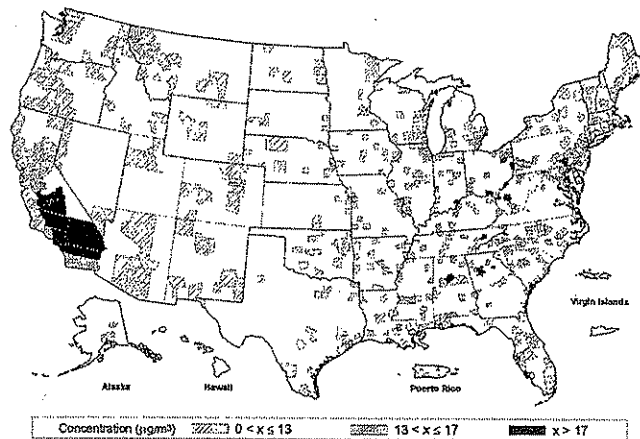 Virgin Islands
Alaska
Hawaii
Puerto Rico
Concentration (µg/m³) 0 < x ≤ 13 13 < x ≤ 17 x > 17